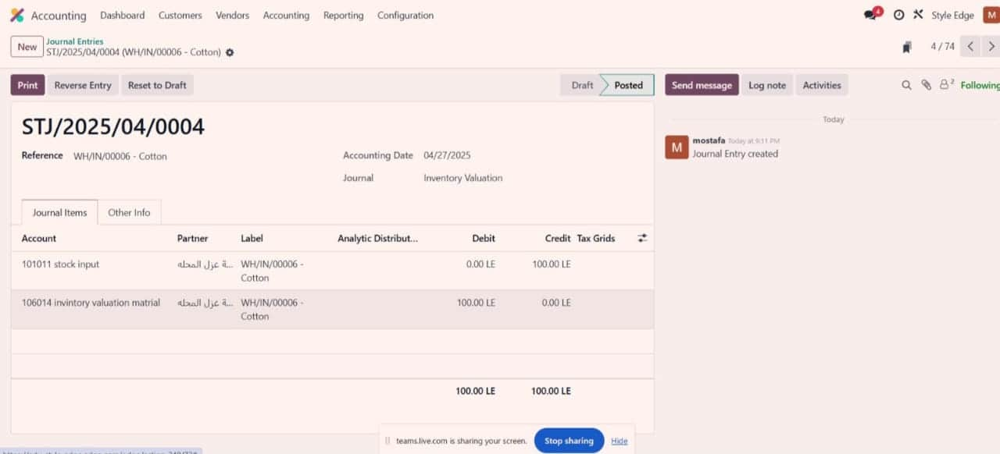 Accounting Dashboard Customers Vendors Accounting Reporting Configuration 4 Style Edge M
New Journal Entries
STJ/2025/04/0004 (WH/IN/00006 - Cotton) 4 / 74
Print Reverse Entry Reset to Draft Draft Posted Send message Log note Activities 2 Following
Today
STJ/2025/04/0004
M mostafa Today at 9:11 PM
Journal Entry created
Reference WH/IN/00006 - Cotton Accounting Date 04/27/2025
Journal Inventory Valuation
Journal Items Other Info
Account Partner Label Analytic Distribut... Debit Credit Tax Grids
101011 stock input ة غزل المحله... WH/IN/00006 - 0.00 LE 100.00 LE
Cotton
106014 invintory valuation matrial ة غزل المحله... WH/IN/00006 - 100.00 LE 0.00 LE
Cotton
100.00 LE 100.00 LE
teams.live.com is sharing your screen. Stop sharing Hide